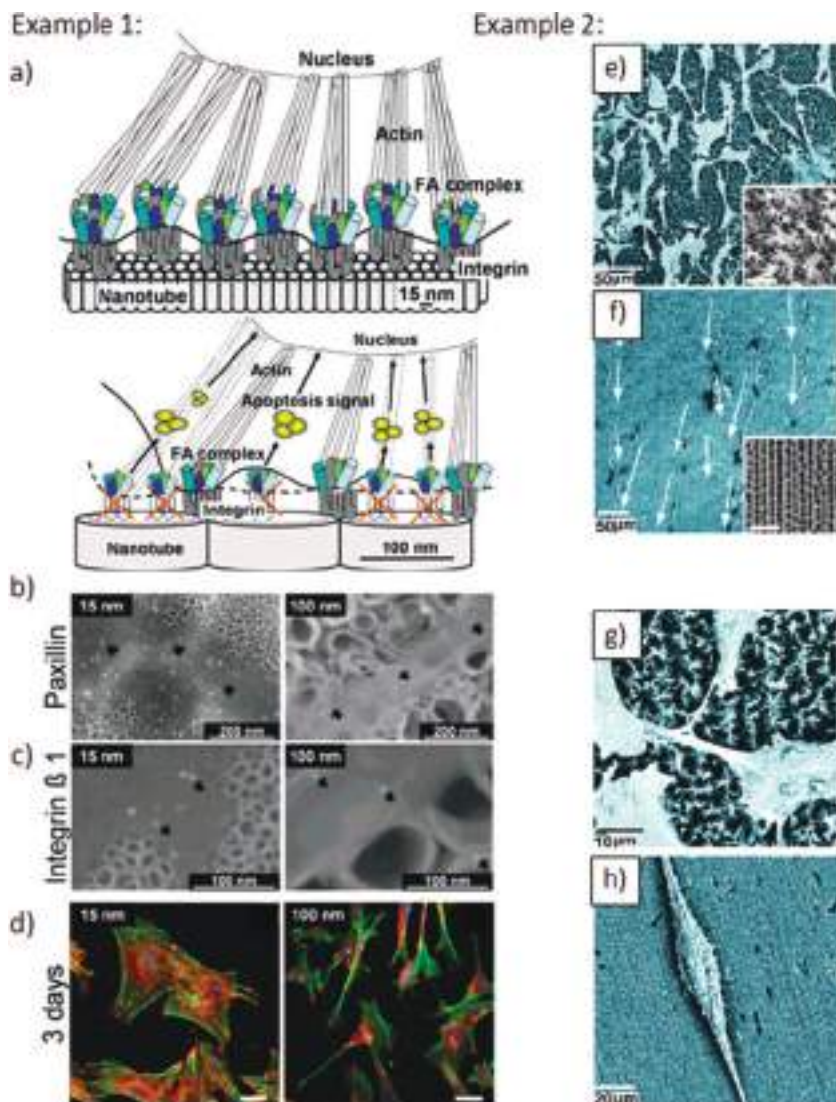 Example 1:
Example 2:
a)
Nucleus
Actin
FA complex
Integrin
Nanotube
15 nm
Nucleus
Actin
Apoptosis signal
FA complex
Integrin
Nanotube
100 nm
b)
Paxillin
15 nm
200 nm
100 nm
200 nm
c)
Integrin ß 1
15 nm
100 nm
100 nm
100 nm
d)
3 days
15 nm
100 nm
e)
50µm
f)
50µm
g)
10µm
h)
20µm